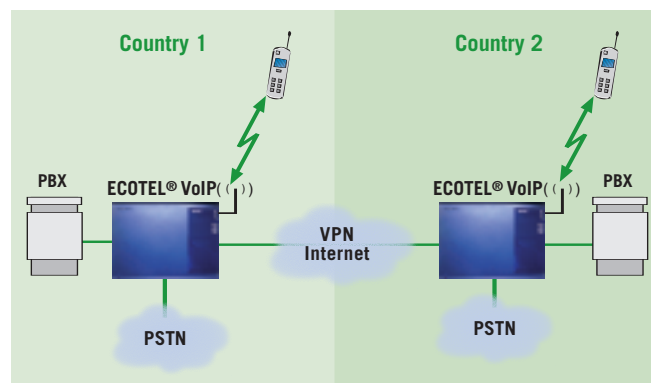 Country 1
Country 2
PBX
ECOTEL® VoIP
ECOTEL® VoIP
PBX
VPN
Internet
PSTN
PSTN